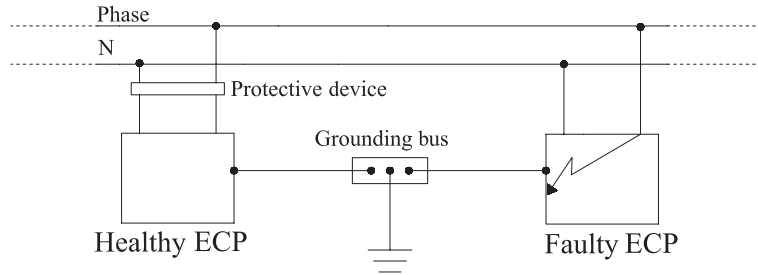 Phase
N
Protective device
Grounding bus
Healthy ECP
Faulty ECP